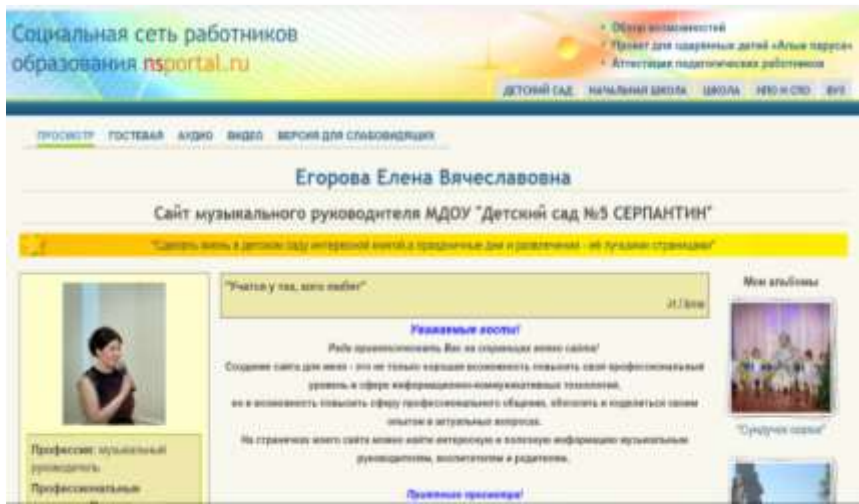 Социальная сеть работников
образования nsportal.ru
Обзор возможностей
Проект для одаренных детей «Алые паруса»
Аттестация педагогических работников
ДЕТСКИЙ САД НАЧАЛЬНАЯ ШКОЛА ШКОЛА НПО И СПО ВУЗ
ПРОСМОТР ГОСТЕВАЯ АУДИО ВИДЕО ВЕРСИЯ ДЛЯ СЛАБОВИДЯЩИХ
Егорова Елена Вячеславовна
Сайт музыкального руководителя МДОУ "Детский сад №5 СЕРПАНТИН"
"Сделать жизнь в детском саду интересной книгой,а праздничные дни и развлечения - её лучшими страницами"
"Учатся у тех, кого любят"
Мои альбомы
Уважаемые гости!
Рада приветствовать Вас на страницах моего сайта!
Создание сайта для меня - это не только хорошая возможность повысить свой профессиональный
уровень в сфере информационно-коммуникативных технологий,
но и возможность повысить сферу профессионального общения, обогатить и поделиться своим
опытом в актуальных вопросах.
На страничках моего сайта можно найти интересную и полезную информацию музыкальным
руководителям, воспитателям и родителям.
Приятного просмотра!
"Сундучок сказок"
Профессия: музыкальный
руководитель
Профессиональные